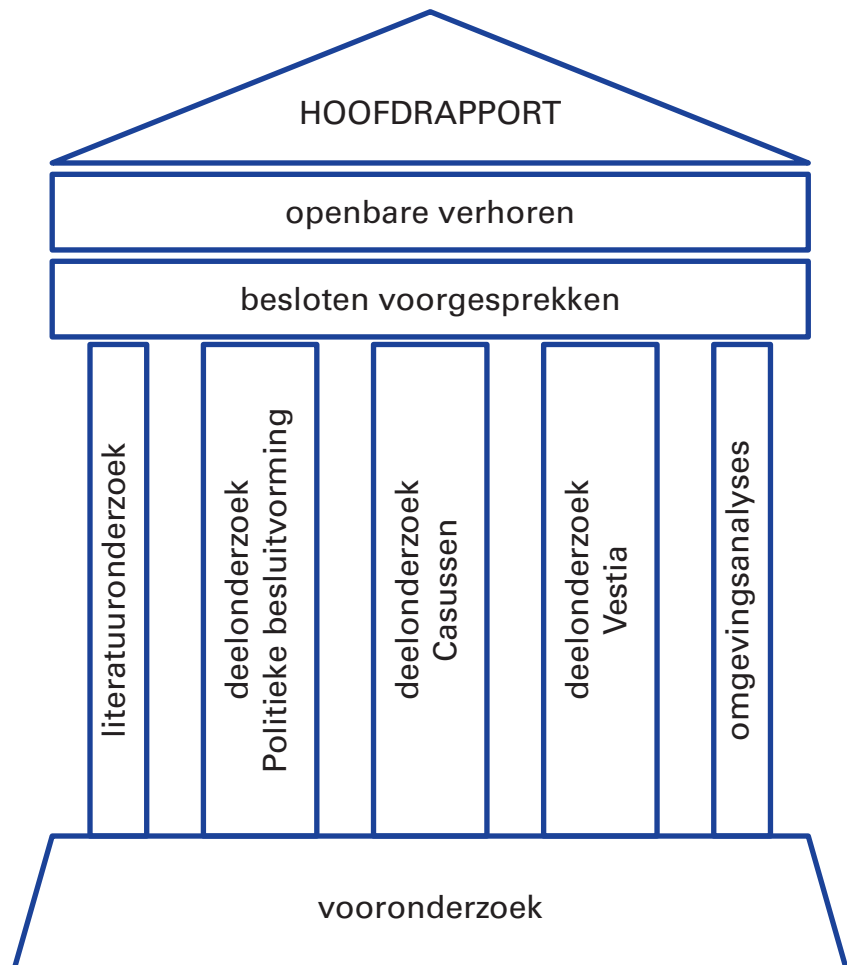 HOOFDRAPPORT
openbare verhoren
besloten voorgesprekken
literatuuronderzoek
deelonderzoek
Politieke besluitvorming
deelonderzoek
Casussen
deelonderzoek
Vestia
omgevingsanalyses
vooronderzoek